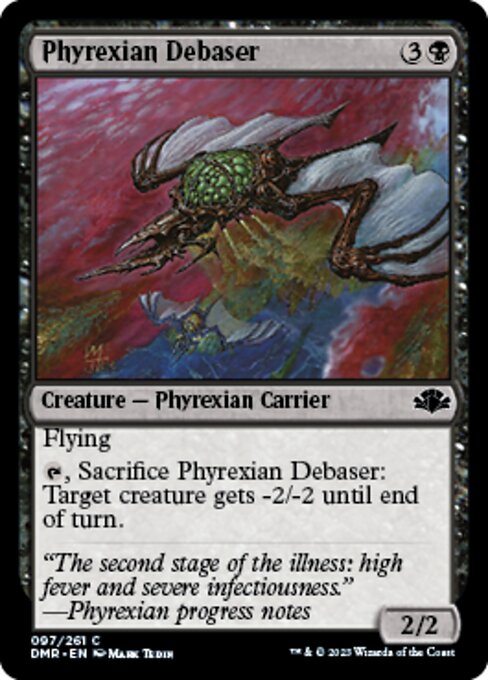 Phyrexian Debaser 3
Creature — Phyrexian Carrier
Flying
, Sacrifice Phyrexian Debaser:
Target creature gets -2/-2 until end
of turn.
“The second stage of the illness: high
fever and severe infectiousness.”
—Phyrexian progress notes
2/2
097/261 C
DMR • EN Mark Tedin
™ & © 2023 Wizards of the Coast